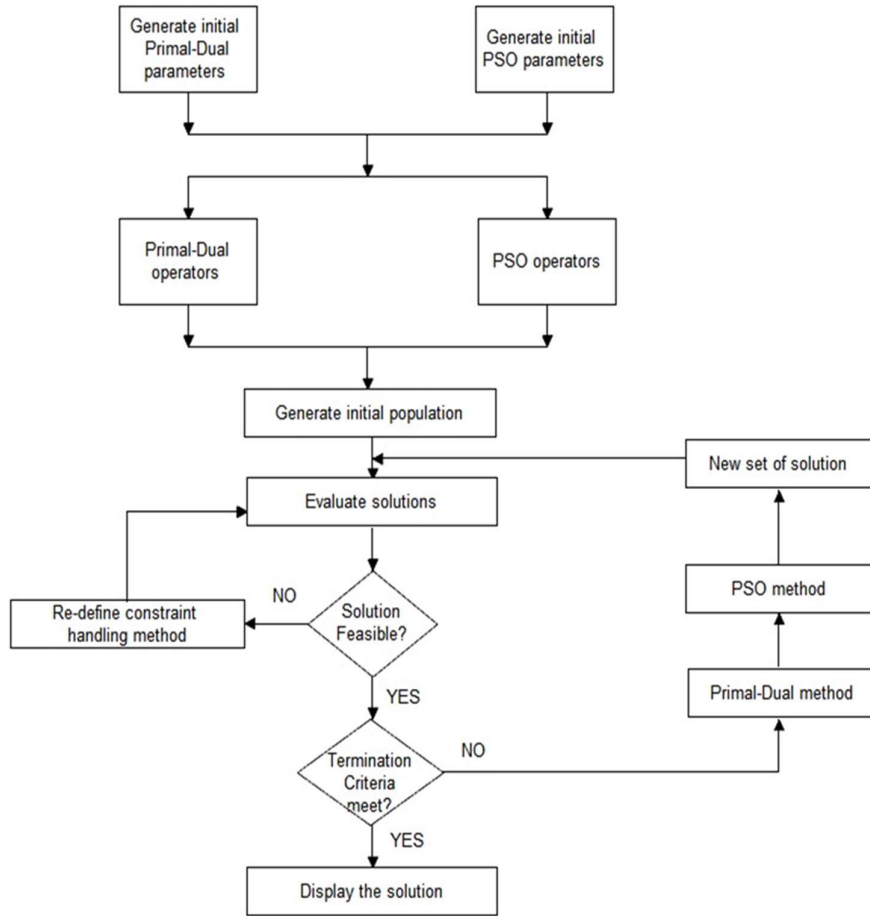 Generate initial
Primal-Dual
parameters
Generate initial
PSO parameters
Primal-Dual
operators
PSO operators
Generate initial population
New set of solution
Evaluate solutions
PSO method
NO
Solution
Feasible?
Re-define constraint
handling method
Primal-Dual method
YES
NO
Termination
Criteria
meet?
YES
Display the solution